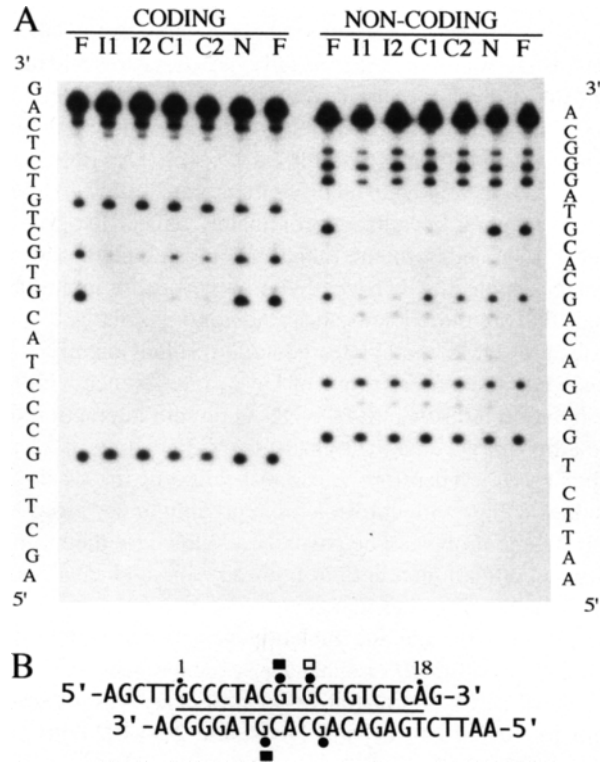 A
CODING
NON-CODING
F I1 I2 C1 C2 N F
F I1 I2 C1 C2 N F
3'
G
A
C
T
C
T
G
T
C
G
T
G
C
A
T
C
C
C
G
T
T
C
G
A
5'
3'
A
C
G
G
G
A
T
G
C
A
C
G
A
C
A
G
A
G
T
C
T
T
A
A
5'
B
1 18
5'-AGCTTGCCCTACGTGCTGTCTCAG-3'
3'-ACGGGATGCACGACAGAGTCTTAA-5'